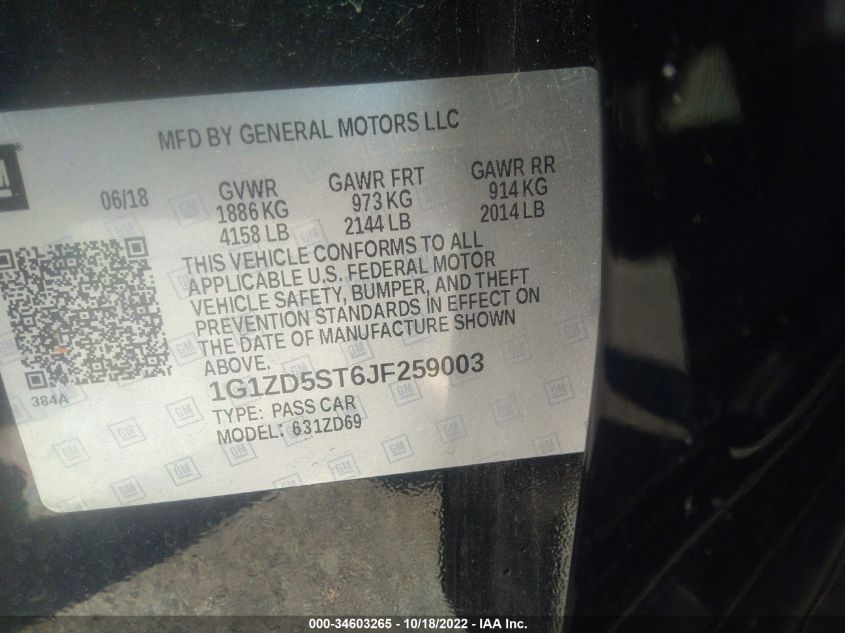 MFD BY GENERAL MOTORS LLC
GM
06/18
GVWR
1886 KG
4158 LB
GAWR FRT
973 KG
2144 LB
GAWR RR
914 KG
2014 LB
THIS VEHICLE CONFORMS TO ALL
APPLICABLE U.S. FEDERAL MOTOR
VEHICLE SAFETY, BUMPER, AND THEFT
PREVENTION STANDARDS IN EFFECT ON
THE DATE OF MANUFACTURE SHOWN
ABOVE.
384A
1G1ZD5ST6JF259003
TYPE: PASS CAR
MODEL: 631ZD69
000-34603265 - 10/18/2022 - IAA Inc.